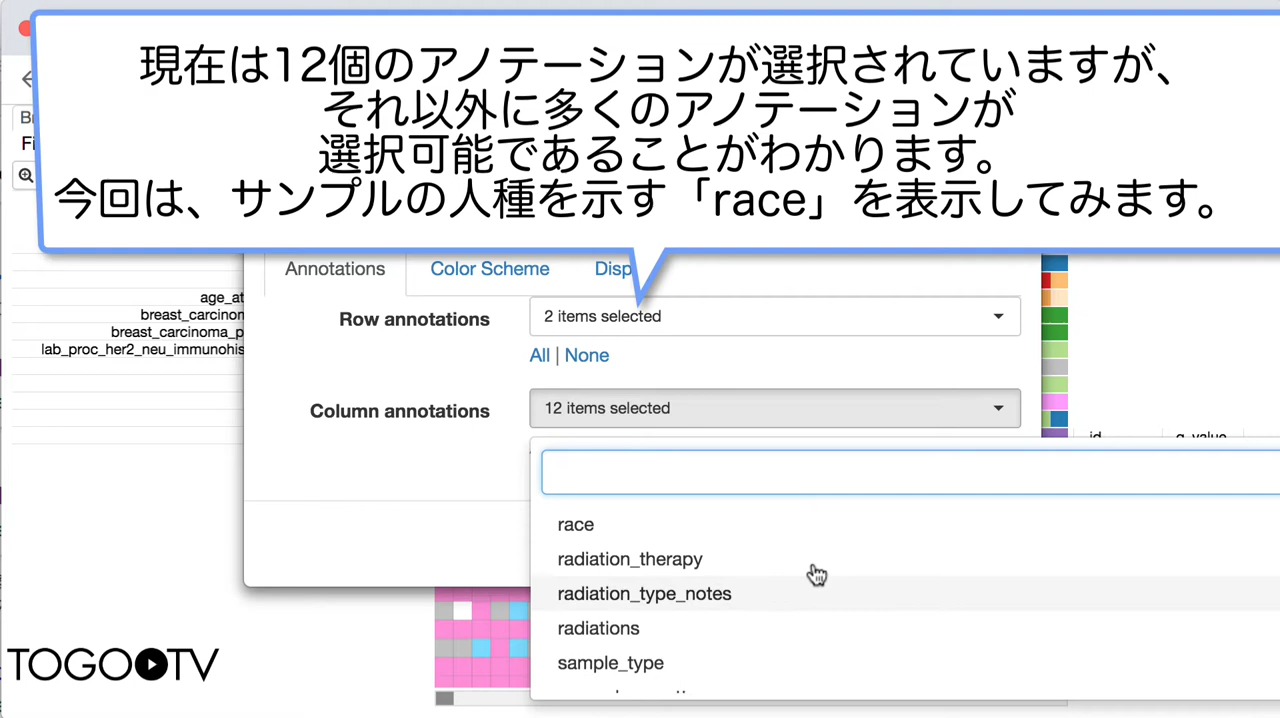 現在は12個のアノテーションが選択されていますが、
それ以外に多くのアノテーションが
選択可能であることがわかります。
今回は、サンプルの人種を示す「race」を表示してみます。
Annotations
Color Scheme
Disp
age_at
Row annotations
2 items selected
breast_carcinom
breast_carcinoma_p
lab_proc_her2_neu_immunohis
All | None
Column annotations
12 items selected
id
q_value
race
radiation_therapy
radiation_type_notes
radiations
sample_type
TOGO TV